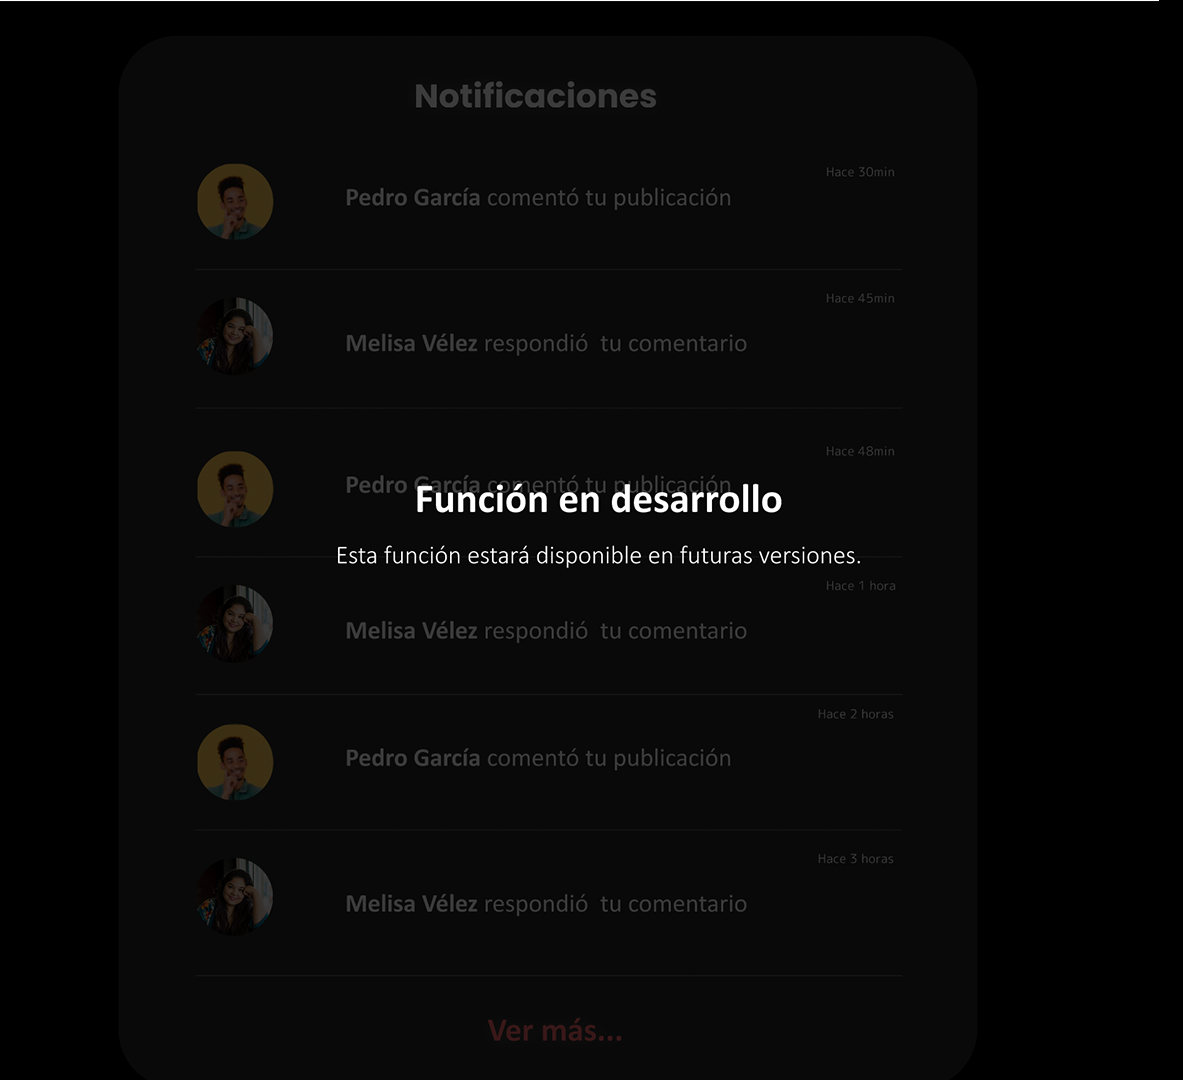 Notificaciones
Hace 30min
Pedro García comentó tu publicación
Hace 45min
Melisa Vélez respondió  tu comentario
Hace 48min
Pedro García comentó tu publicación
Función en desarrollo
Esta función estará disponible en futuras versiones.
Hace 1 hora
Melisa Vélez respondió  tu comentario
Hace 2 horas
Pedro García comentó tu publicación
Hace 3 horas
Melisa Vélez respondió  tu comentario
Ver más...